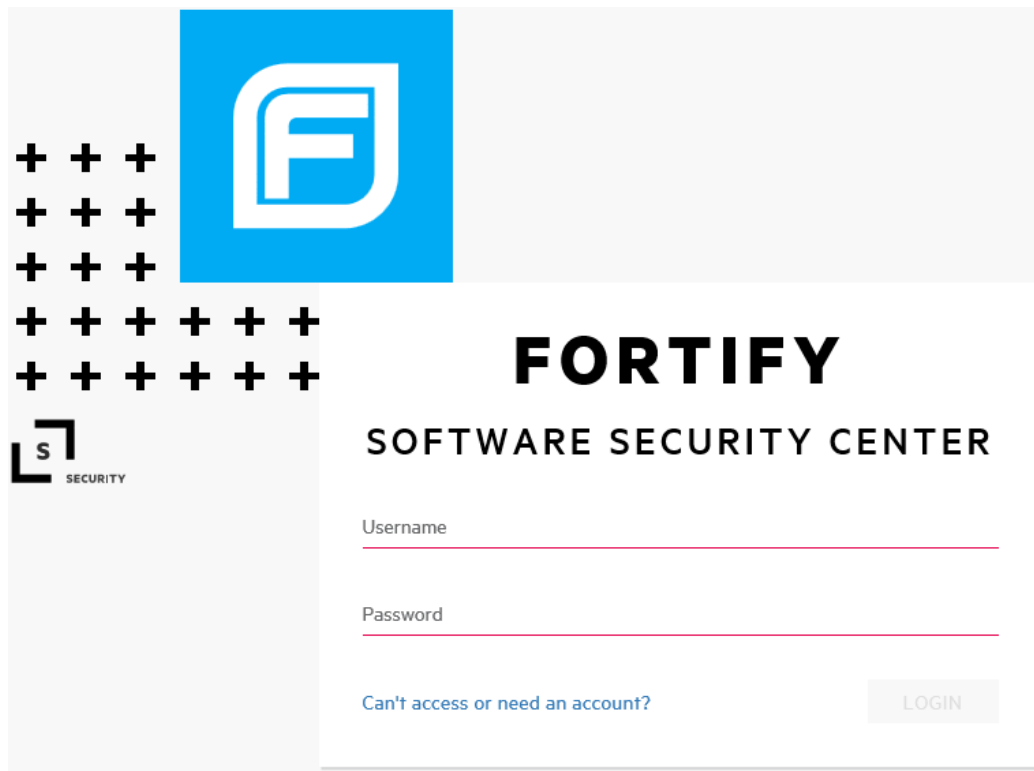 F
FORTIFY
SOFTWARE SECURITY CENTER
S
SECURITY
Username
Password
Can't access or need an account?
LOGIN